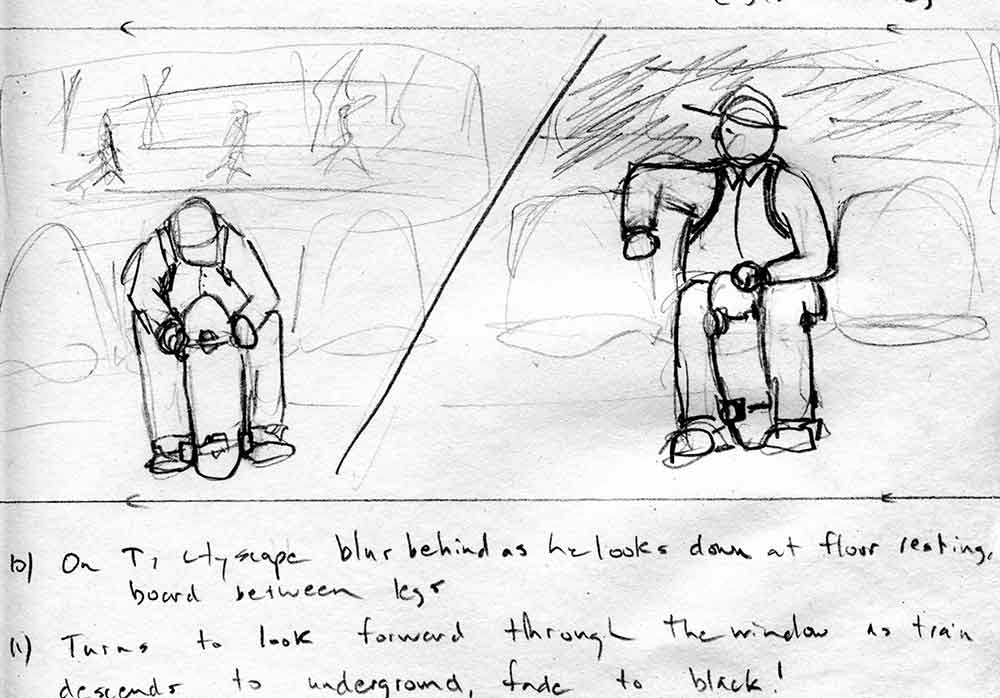 10) On T, cityscape blur behind as he looks down at floor resting,
board between legs
11) Turns to look forward through the window as train
descends to underground, fade to black!